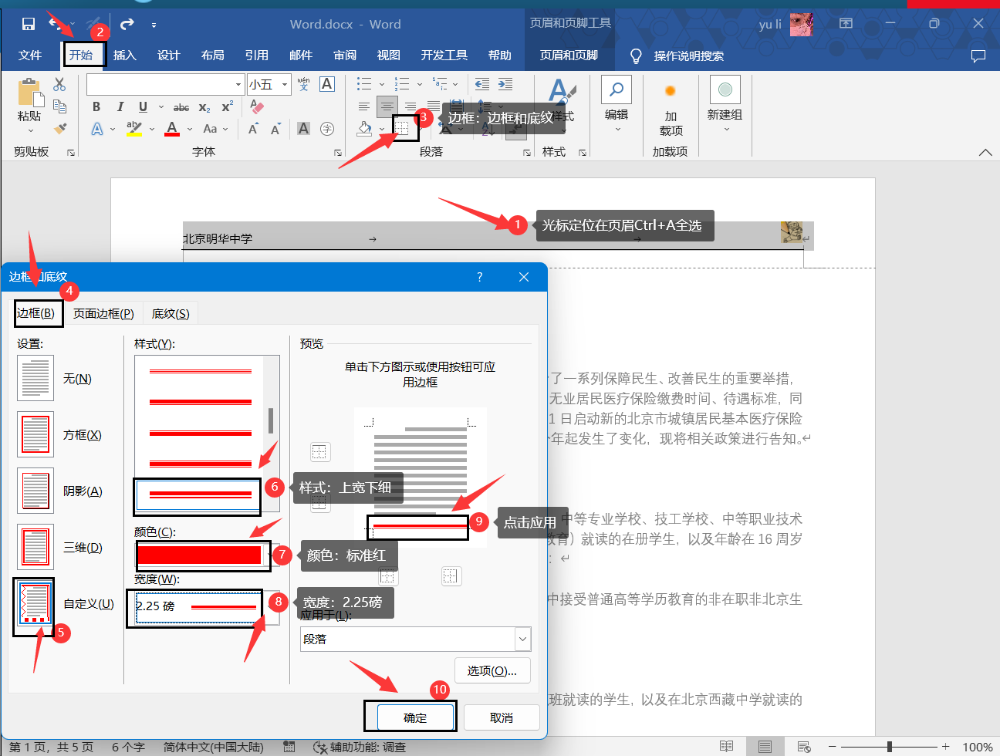 Word.docx - Word
页眉和页脚工具
yu li
2
文件
开始
插入
设计
布局
引用
邮件
审阅
视图
开发工具
帮助
页眉和页脚
操作说明搜索
粘贴
剪贴板
小五
wén
文
A
B I U abc x₂ x²
A ab A Aa A A A 字
字体
3
边框：边框和底纹
段落
样式
样式
编辑
加
载项
加载项
新建组
1
光标定位在页眉Ctrl+A全选
北京明华中学
边框和底纹
?
4
边框(B)
页面边框(P)
底纹(S)
设置:
无(N)
方框(X)
阴影(A)
三维(D)
自定义(U)
5
样式(Y):
6
样式：上宽下细
颜色(C):
7
颜色：标准红
宽度(W):
2.25 磅
8
宽度：2.25磅
预览
单击下方图示或使用按钮可应
用边框
9
点击应用
应用于(L):
段落
选项(O)...
10
确定
取消
了一系列保障民生、改善民生的重要举措，
无业居民医疗保险缴费时间、待遇标准，同
1 日启动新的北京市城镇居民基本医疗保险
年起发生了变化，现将相关政策进行告知。
中等专业学校、技工学校、中等职业技术
教育）就读的在册学生，以及年龄在 16 周岁
：
中接受普通高等学历教育的非在职非北京生
班就读的学生，以及在北京西藏中学就读的
第 1 页，共 5 页
6 个字
简体中文(中国大陆)
辅助功能: 调查
100%